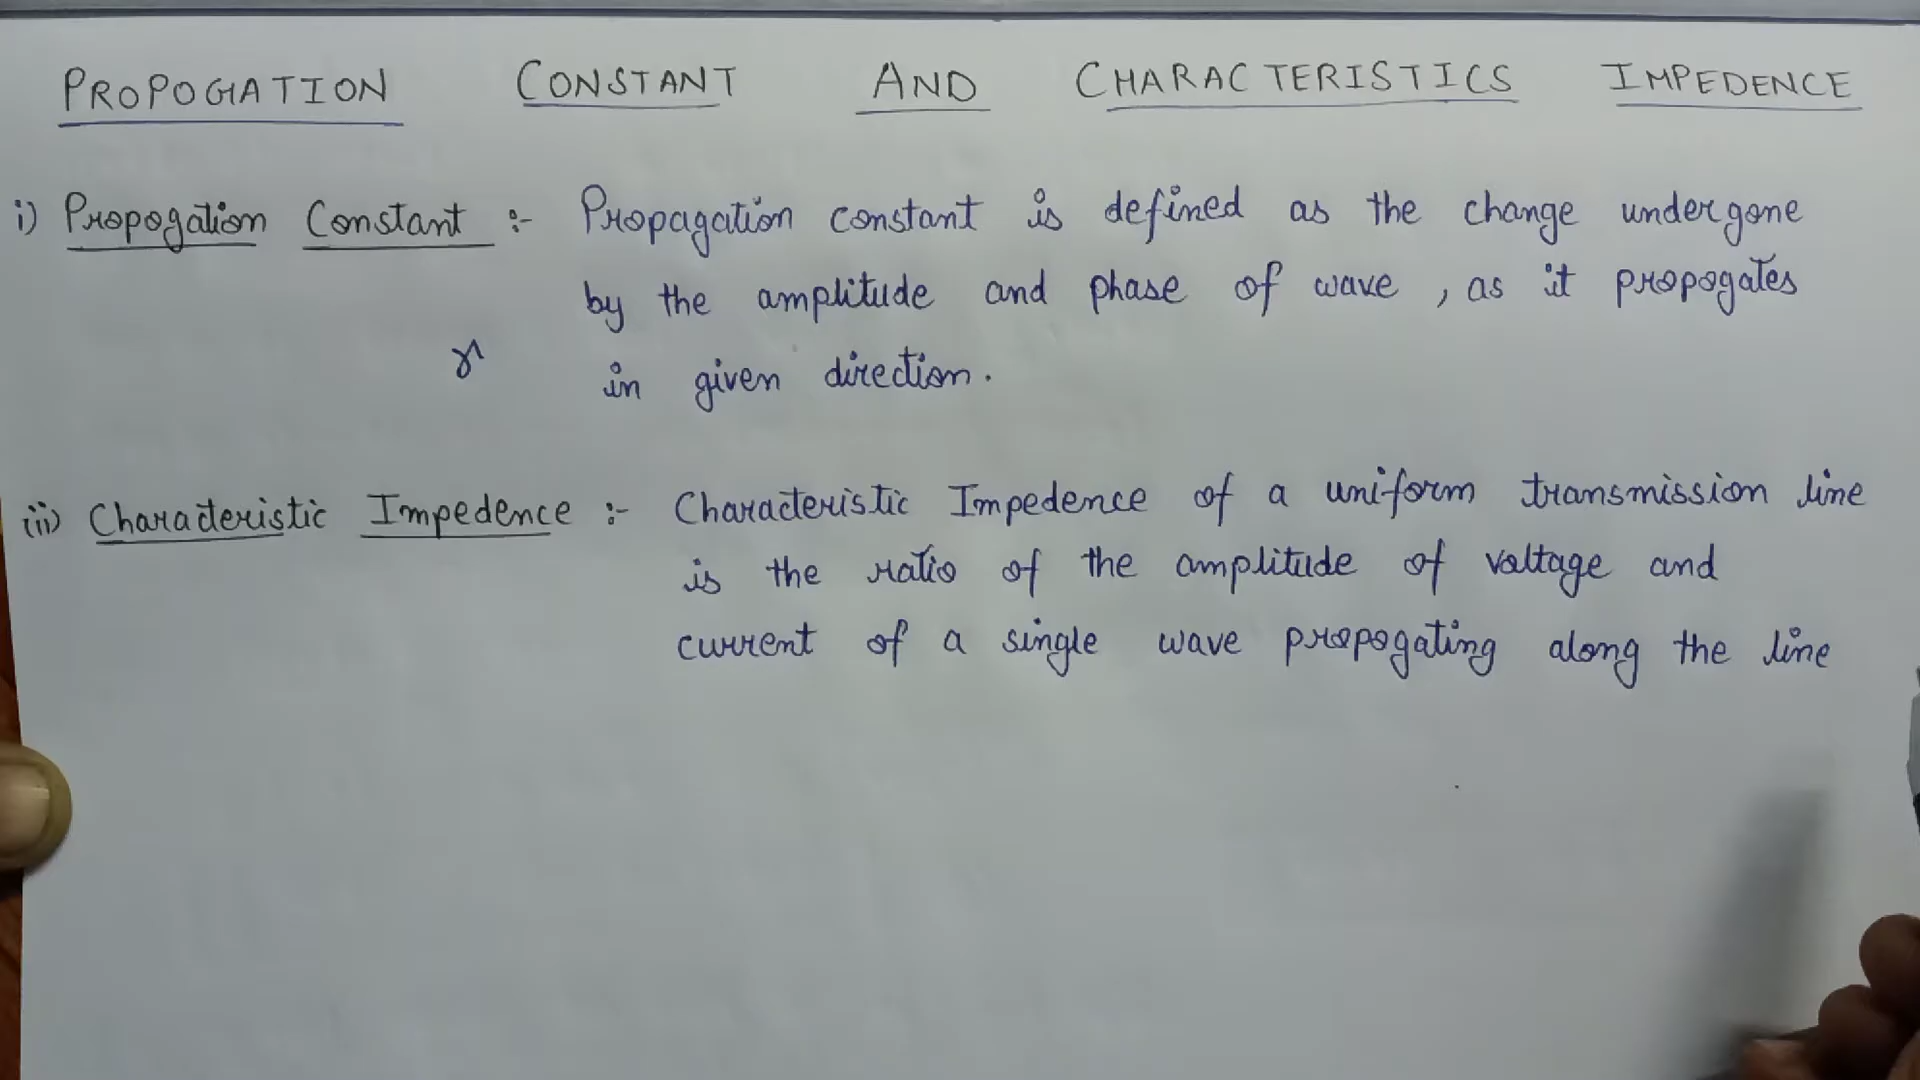 PROPOGATION CONSTANT AND CHARACTERISTICS IMPEDENCE
i) Propogation Constant :- Propagation constant is defined as the change undergone
by the amplitude and phase of wave , as it propogates
γ in given direction.
(ii) Characteristic Impedence :- Characteristic Impedence of a uniform transmission line
is the ratio of the amplitude of voltage and
current of a single wave propogating along the line